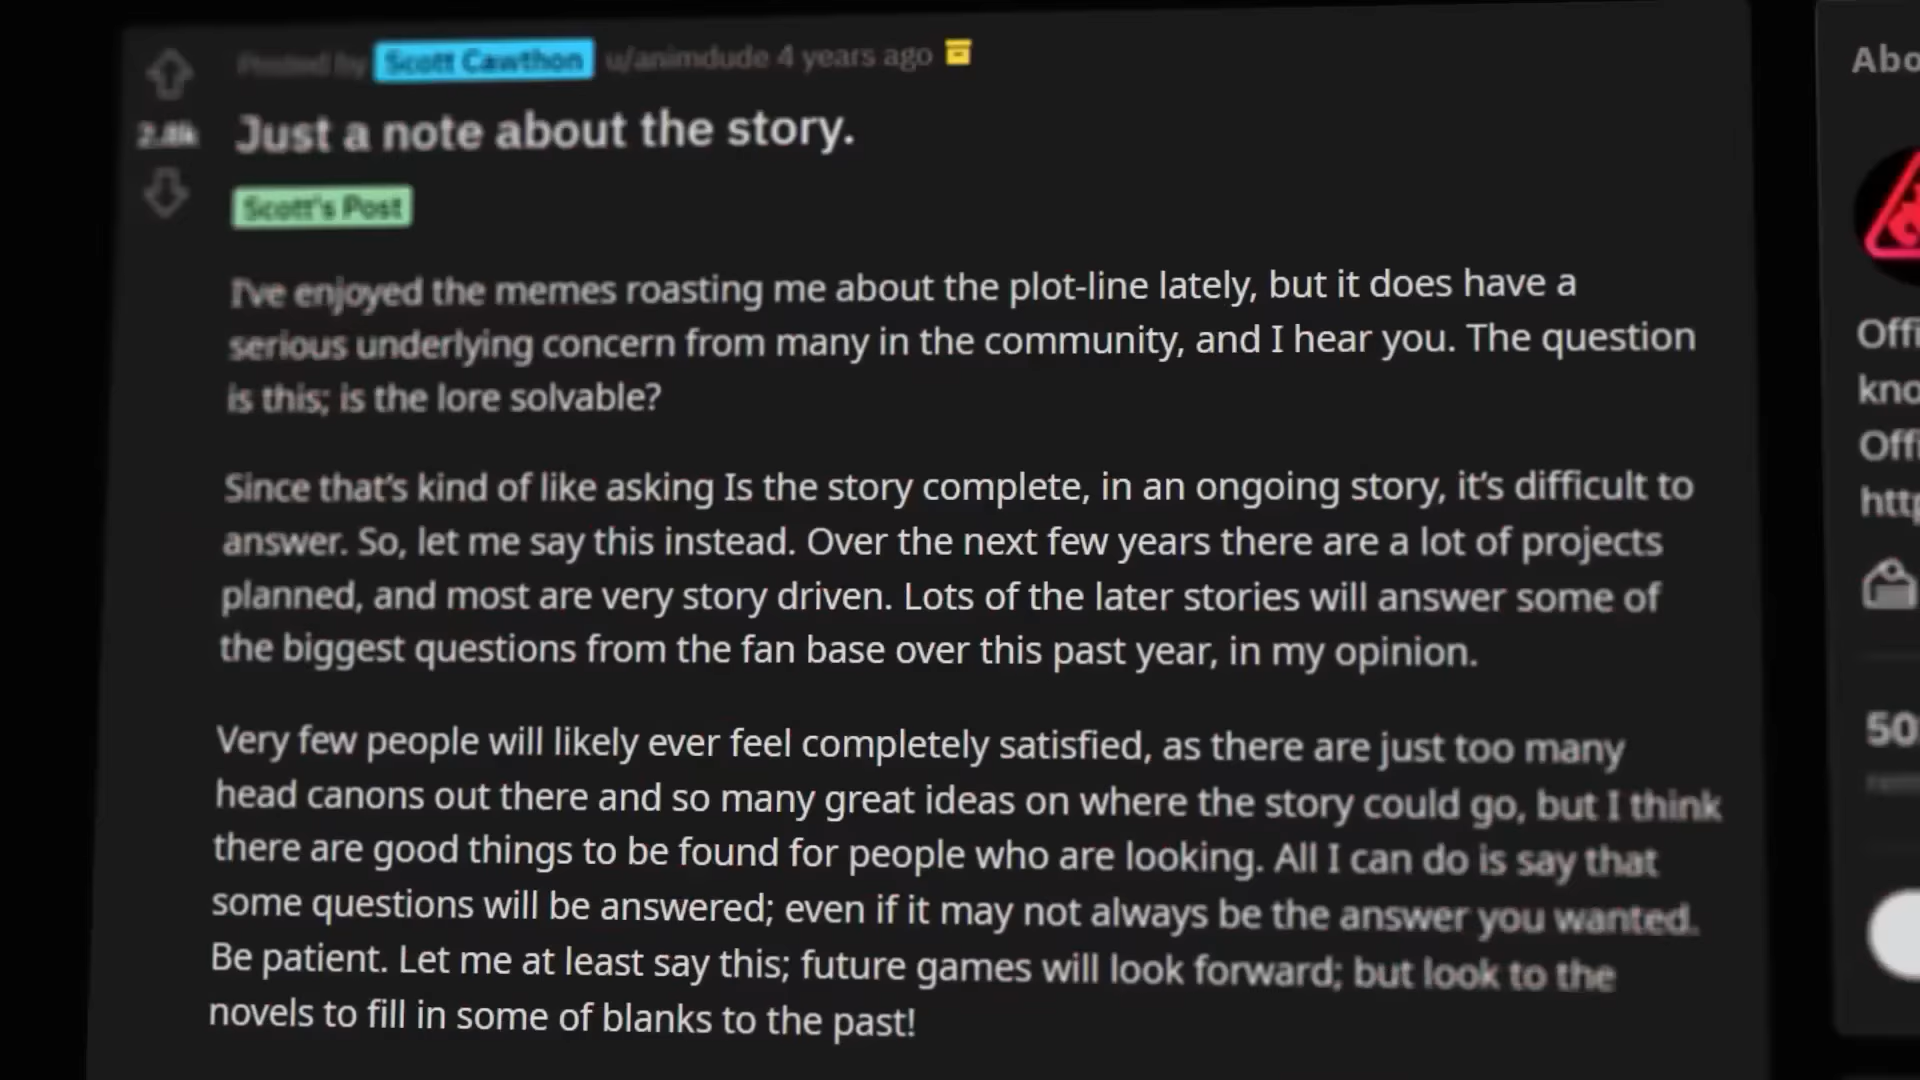 Posted by Scott Cawthon u/animdude 4 years ago
2.8k
Just a note about the story.
Scott's Post
I've enjoyed the memes roasting me about the plot-line lately, but it does have a
serious underlying concern from many in the community, and I hear you. The question
is this; is the lore solvable?
Since that's kind of like asking Is the story complete, in an ongoing story, it's difficult to
answer. So, let me say this instead. Over the next few years there are a lot of projects
planned, and most are very story driven. Lots of the later stories will answer some of
the biggest questions from the fan base over this past year, in my opinion.
Very few people will likely ever feel completely satisfied, as there are just too many
head canons out there and so many great ideas on where the story could go, but I think
there are good things to be found for people who are looking. All I can do is say that
some questions will be answered; even if it may not always be the answer you wanted.
Be patient. Let me at least say this; future games will look forward; but look to the
novels to fill in some of blanks to the past!
Abo
Offi
kno
Offi
http
50